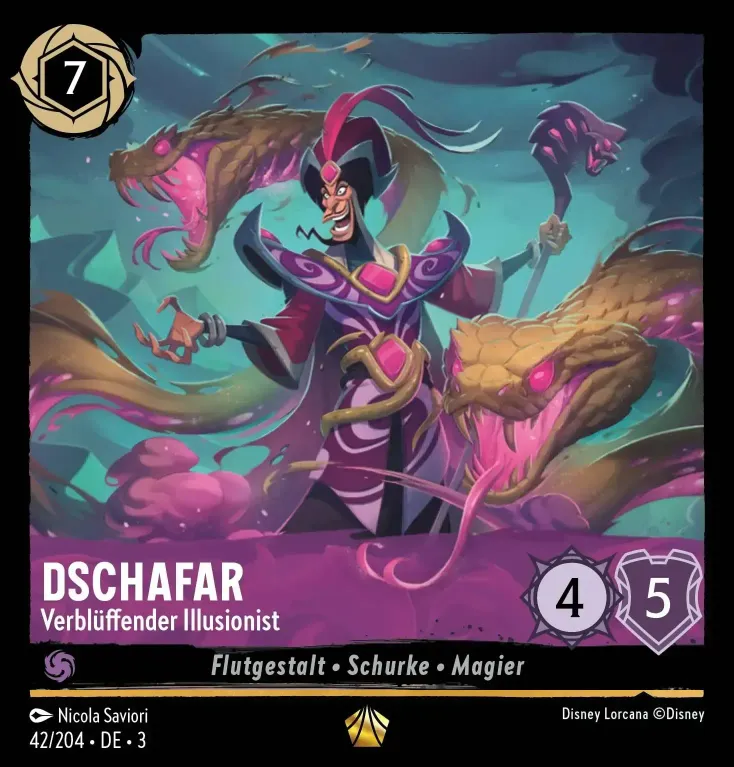 7
DSCHAFAR
Verblüffender Illusionist
4
5
Flutgestalt • Schurke • Magier
Nicola Saviori
Disney Lorcana ©Disney
42/204 • DE • 3